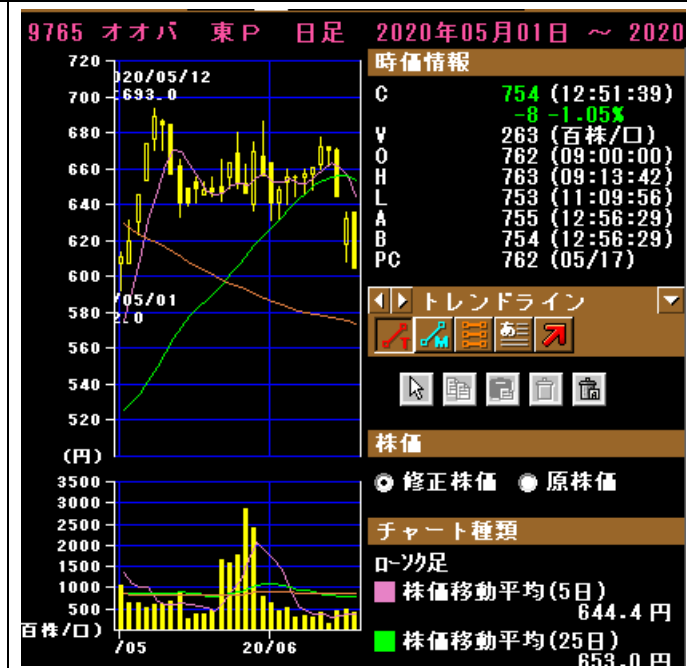 9765 オオバ 東P 日足 2020年05月01日 ～ 2020
720
020/05/12
700
693.0
680
660
640
620
600
/05/01
580
560
540
520
(円)
3500
3000
2500
2000
1500
1000
500
百株/口)
/05 20/06
時価情報
C 754 (12:51:39)
-8 -1.05%
V 263 (百株/口)
O 762 (09:00:00)
H 763 (09:13:42)
L 753 (11:09:56)
A 755 (12:56:29)
B 754 (12:56:29)
PC 762 (05/17)
トレンドライン
T M あ
株価
修正株価 原株価
チャート種類
ローソク足
株価移動平均(5日)
644.4 円
株価移動平均(25日)
653.0 円